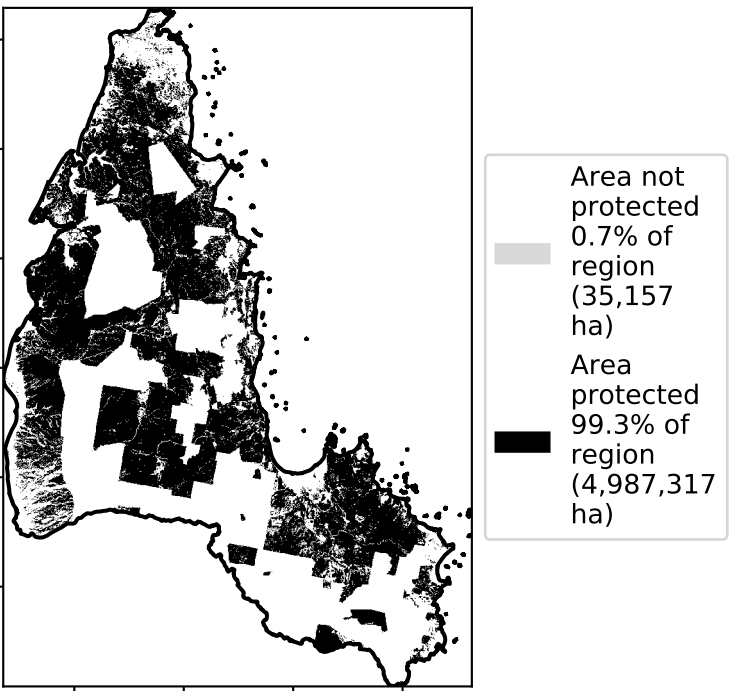 Area not
protected
0.7% of
region
(35,157
ha)
Area
protected
99.3% of
region
(4,987,317
ha)